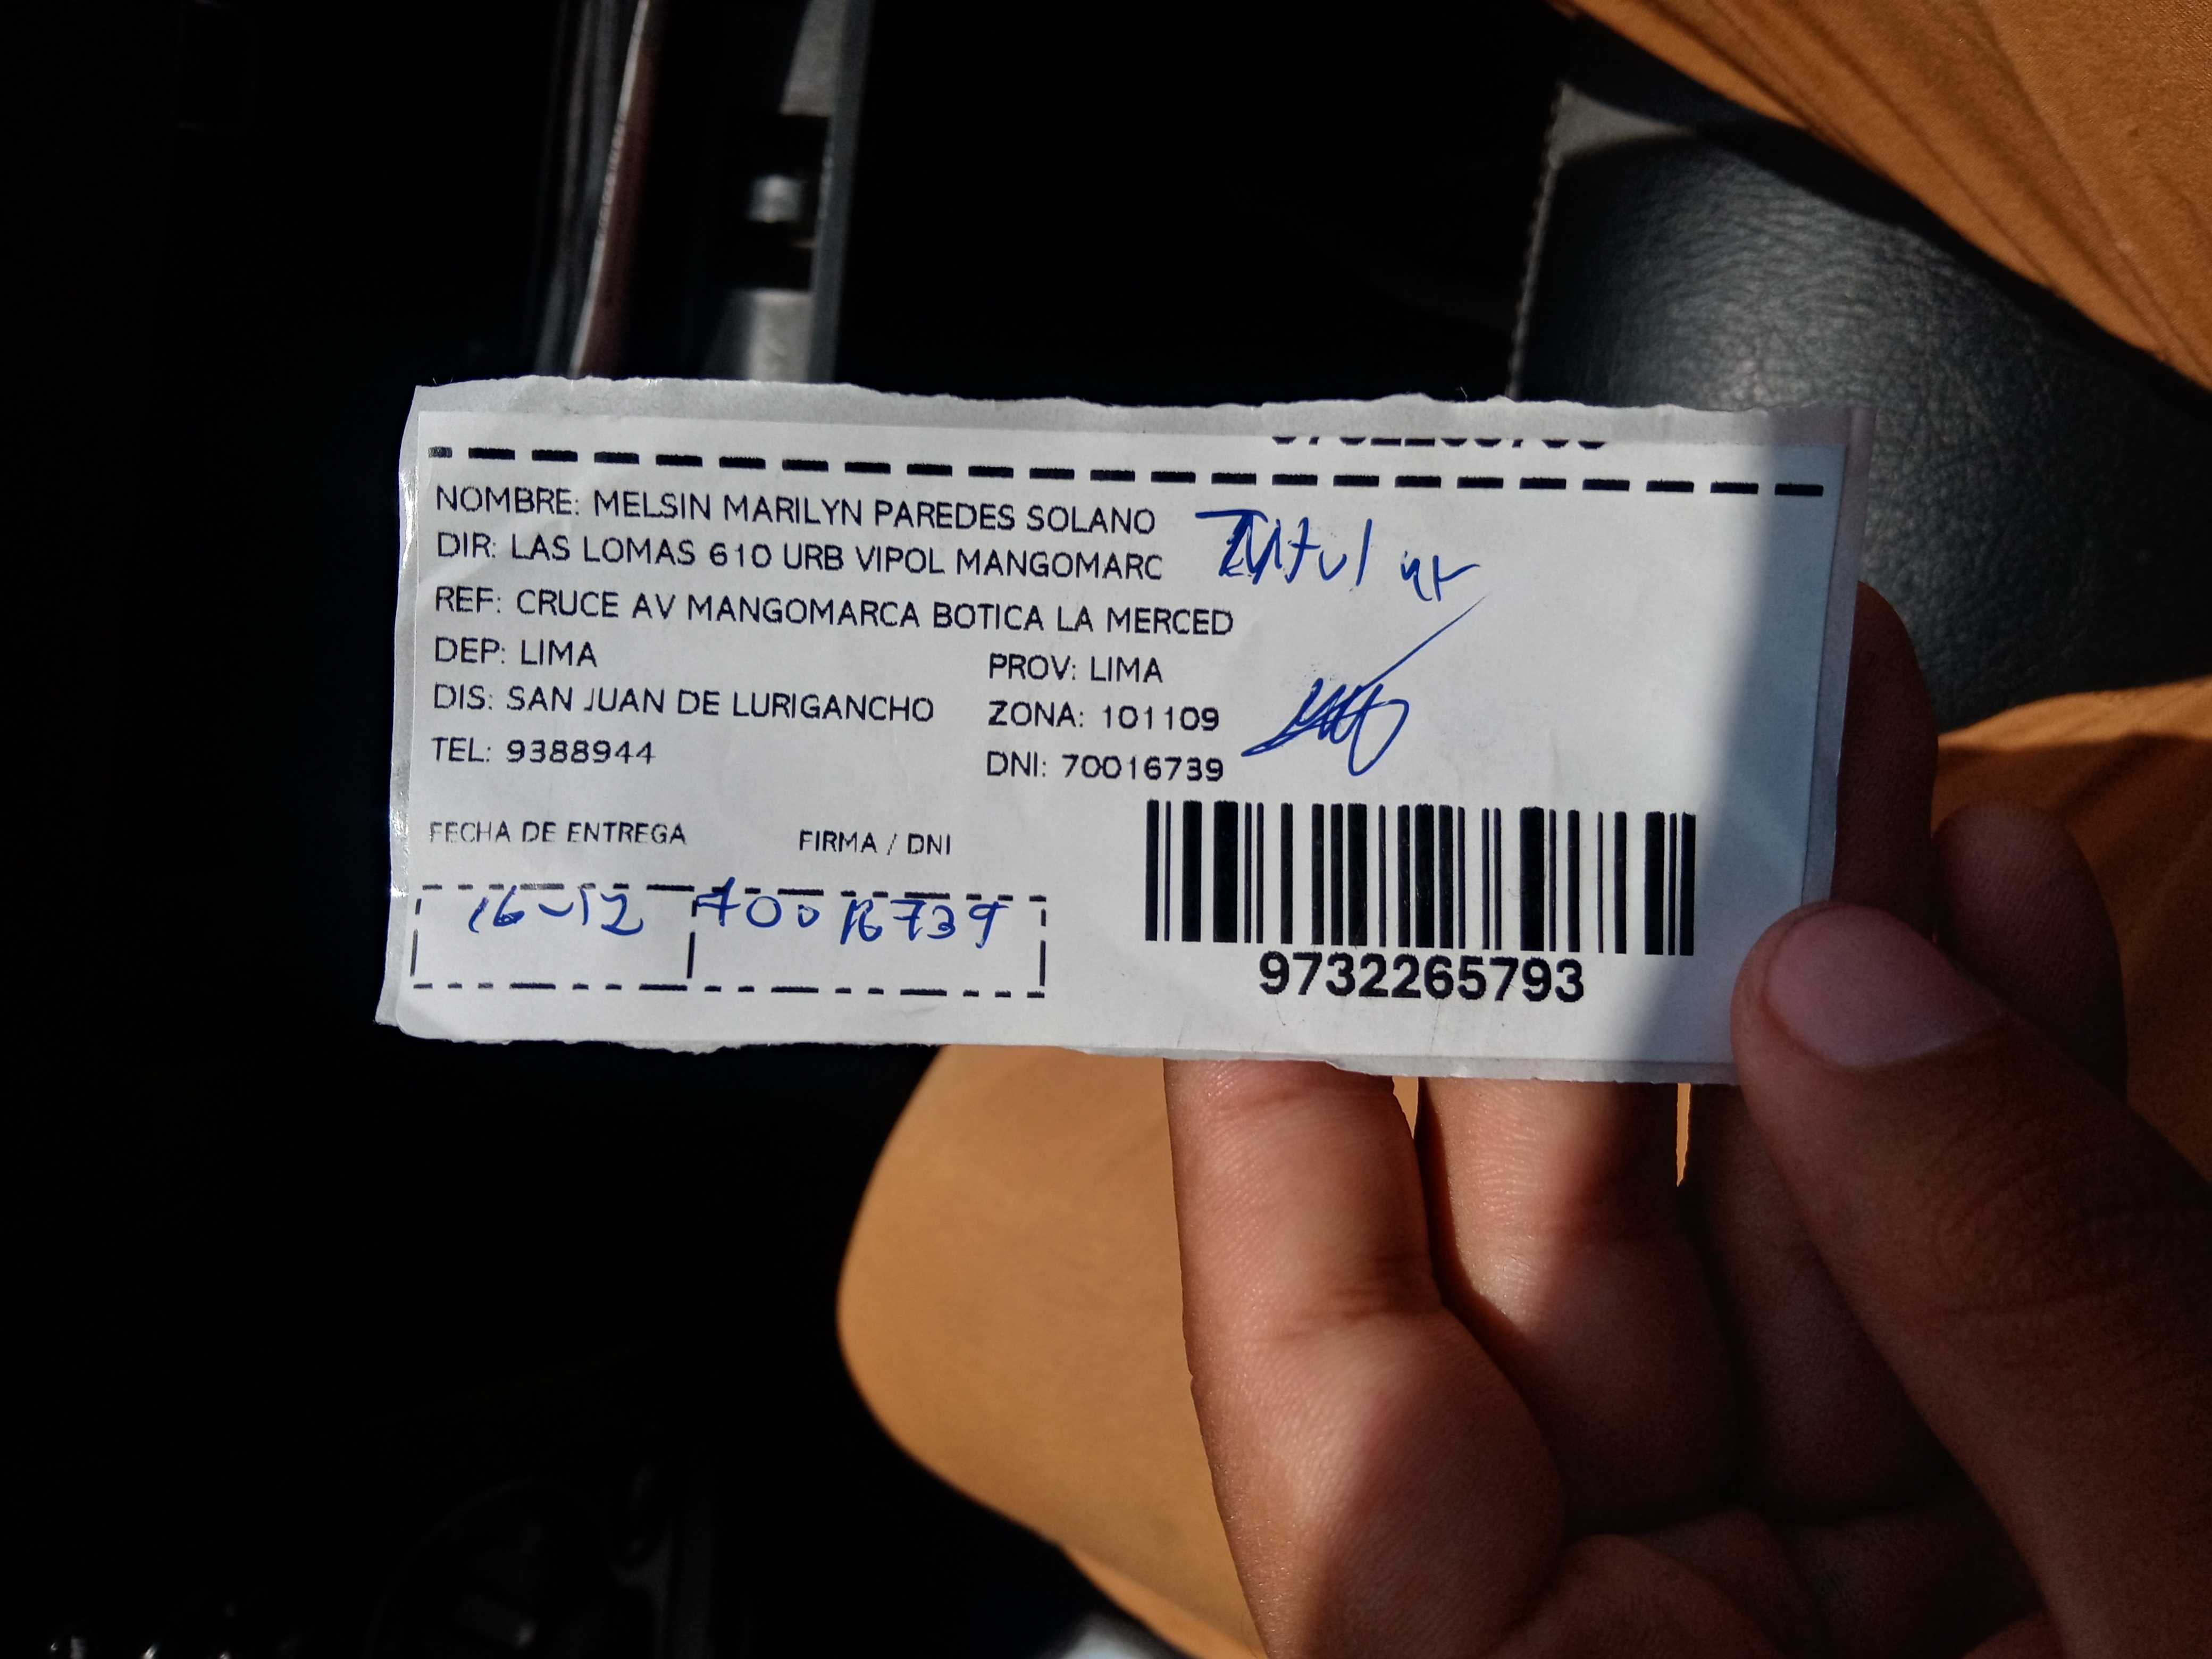 NOMBRE: MELSIN MARILYN PAREDES SOLANO
Titular
DIR: LAS LOMAS 610 URB VIPOL MANGOMARC
REF: CRUCE AV MANGOMARCA BOTICA LA MERCED
DEP: LIMA PROV: LIMA
DIS: SAN JUAN DE LURIGANCHO ZONA: 101109
TEL: 9388944 DNI: 70016739
FECHA DE ENTREGA FIRMA / DNI
16-12 70016739
9732265793